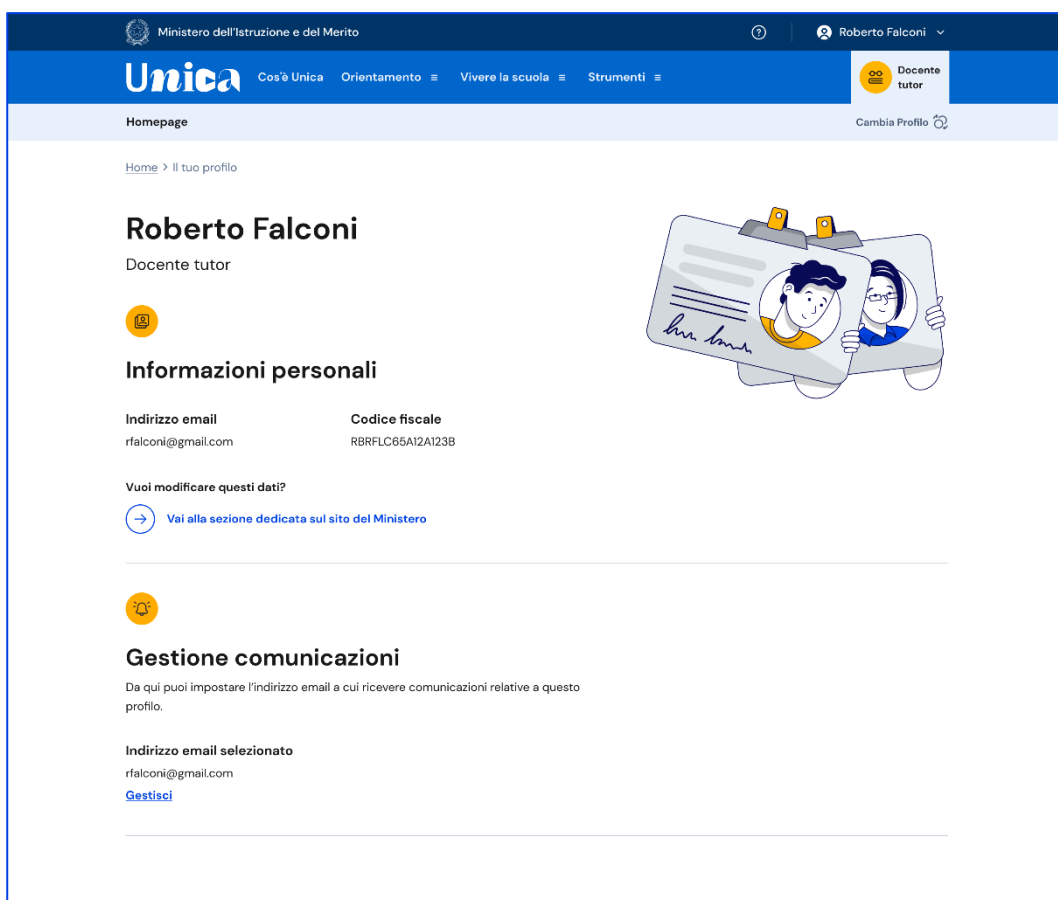 Ministero dell'Istruzione e del Merito
Roberto Falconi
Unica
Cos'è Unica
Orientamento
Vivere la scuola
Strumenti
Docente
tutor
Homepage
Cambia Profilo
Home > Il tuo profilo
Roberto Falconi
Docente tutor
Informazioni personali
Indirizzo email
Codice fiscale
rfalconi@gmail.com
RBRFLC65A12A123B
Vuoi modificare questi dati?
Vai alla sezione dedicata sul sito del Ministero
Gestione comunicazioni
Da qui puoi impostare l'indirizzo email a cui ricevere comunicazioni relative a questo
profilo.
Indirizzo email selezionato
rfalconi@gmail.com
Gestisci